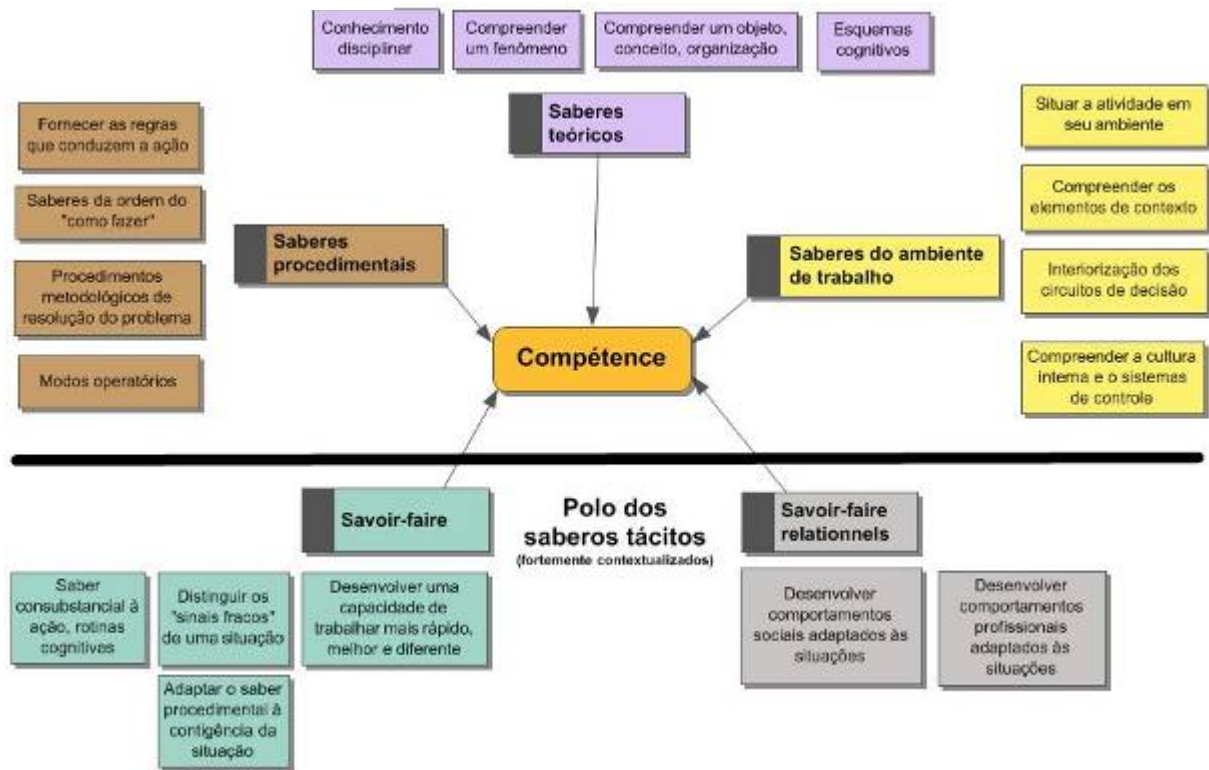 Conhecimento
disciplinar
Compreender
um fenômeno
Compreender um objeto,
conceito, organização
Esquemas
cognitivos
Saberes
teóricos
Fornecer as regras
que conduzem a ação
Saberes da ordem do
"como fazer"
Procedimentos
metodológicos de
resolução do problema
Modos operatórios
Saberes
procedimentais
Situar a atividade em
seu ambiente
Compreender os
elementos de contexto
Interiorização dos
circuitos de decisão
Compreender a cultura
interna e o sistemas
de controle
Saberes do ambiente
de trabalho
Compétence
Savoir-faire
Polo dos
saberos tácitos
(fortemente contextualizados)
Savoir-faire
relationnels
Saber
consubstancial à
ação, rotinas
cognitivas
Distinguir os
"sinais fracos"
de uma situação
Desenvolver uma
capacidade de
trabalhar mais rápido,
melhor e diferente
Adaptar o saber
procedimental à
contigência da
situação
Desenvolver
comportamentos
sociais adaptados às
situações
Desenvolver
comportamentos
profissionais
adaptados às
situações